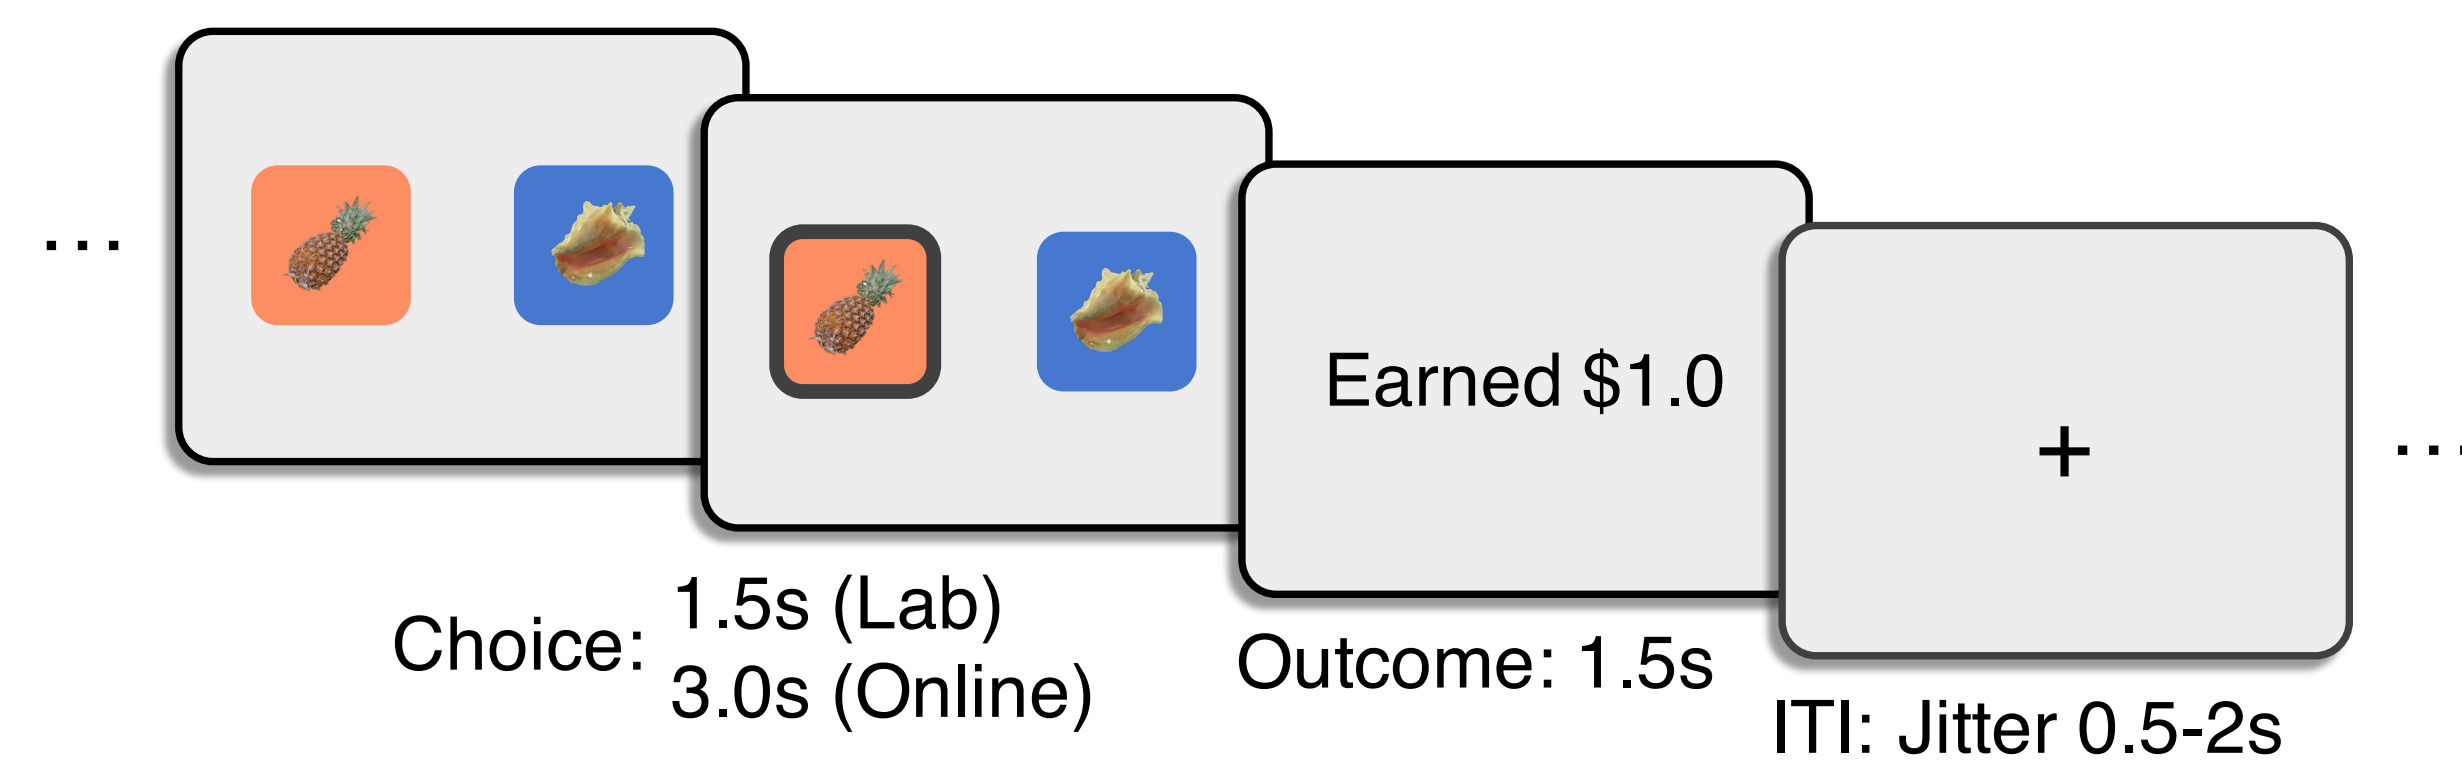 ...
Earned $1.0
+
...
Choice:
1.5s (Lab)
3.0s (Online)
Outcome: 1.5s
ITI: Jitter 0.5-2s